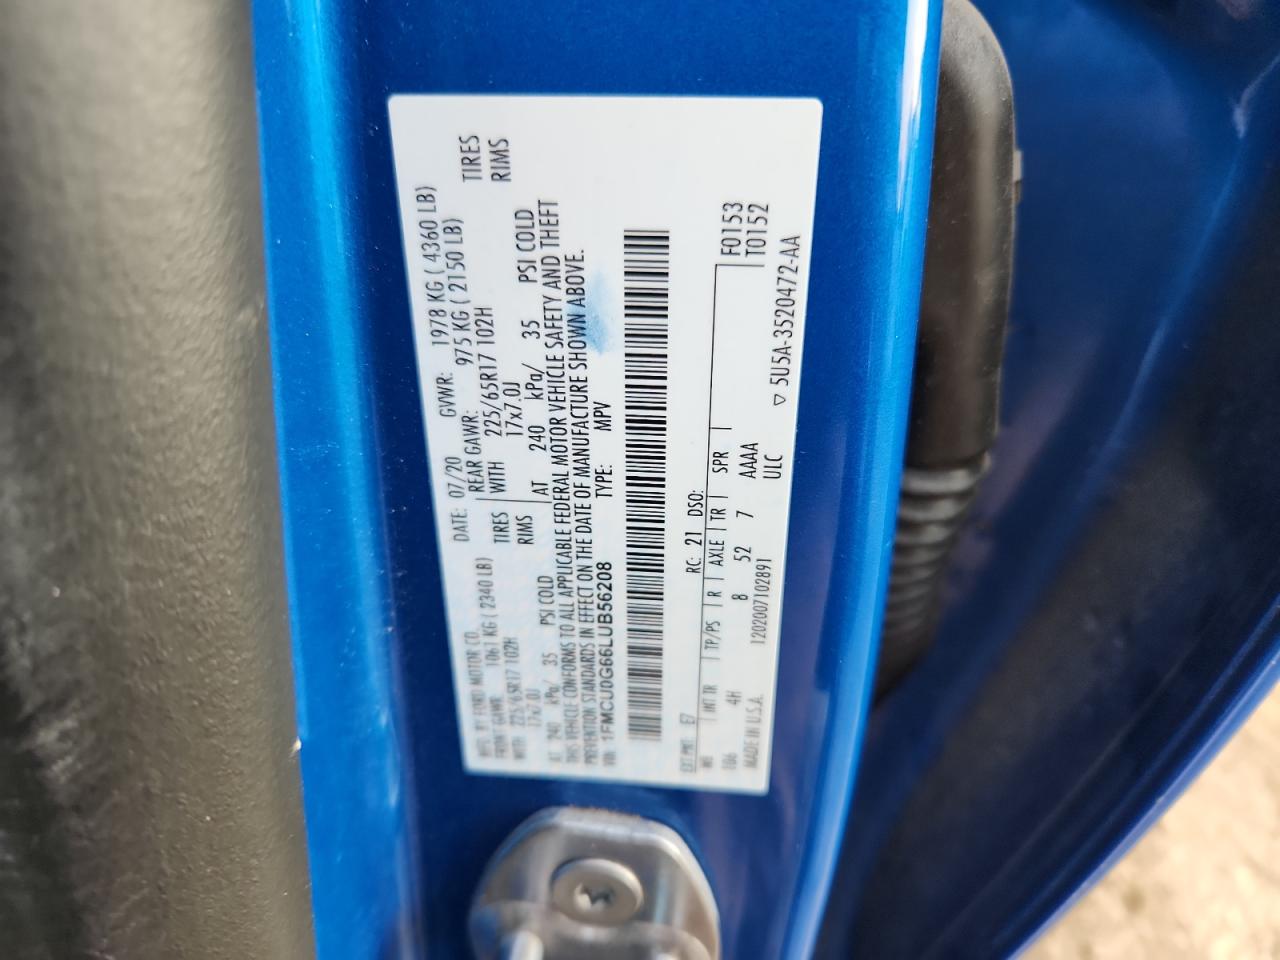 MFD. BY FORD MOTOR CO. DATE: 07/20 GVWR: 1978 KG ( 4360 LB)
FRONT GAWR: 1061 KG ( 2340 LB) REAR GAWR: 975 KG ( 2150 LB)
WITH 225/65R17 102H TIRES WITH 225/65R17 102H TIRES
17x7.0J RIMS 17x7.0J RIMS
AT 240 kPa/ 35 PSI COLD AT 240 kPa/ 35 PSI COLD
THIS VEHICLE CONFORMS TO ALL APPLICABLE FEDERAL MOTOR VEHICLE SAFETY AND THEFT
PREVENTION STANDARDS IN EFFECT ON THE DATE OF MANUFACTURE SHOWN ABOVE.
VIN: 1FMCU0G66LUB56208 TYPE: MPV
EXT PNT: E7 RC: 21 DSO:
WB INT TR TP/PS R AXLE TR SPR F0153
106 4H 8 52 7 AAAA T0152
MADE IN U.S.A. 1202007102891 ULC
▽ 5U5A-3520472-AA